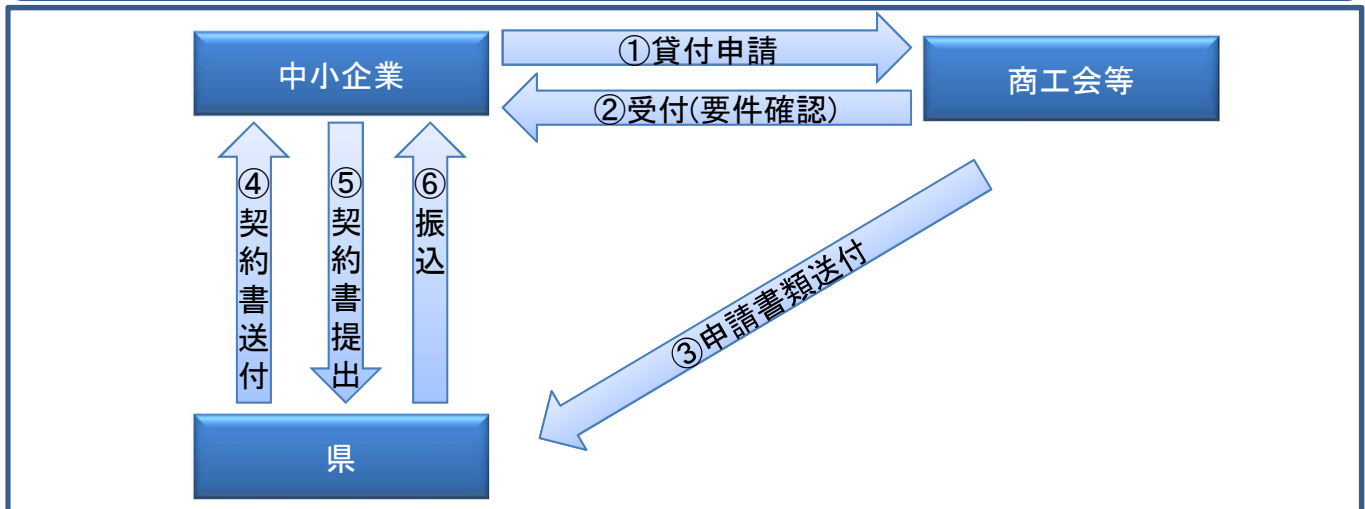 中小企業
①貸付申請
商工会等
②受付(要件確認)
④契約書送付
⑤契約書提出
⑥振込
③申請書類送付
県